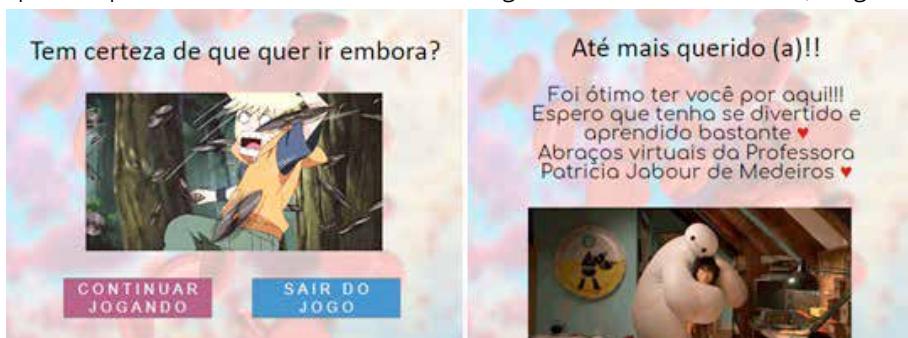 Tem certeza de que quer ir embora?
CONTINUAR
JOGANDO
SAIR DO
JOGO
Até mais querido (a)!!
Foi ótimo ter você por aqui!!!
Espero que tenha se divertido e
aprendido bastante ♥
Abraços virtuais da Professora
Patricia Jabour de Medeiros ♥